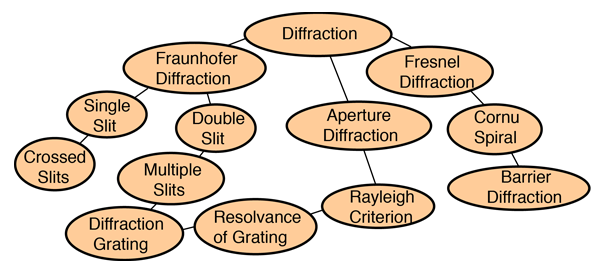 Diffraction
Fraunhofer
Diffraction
Fresnel
Diffraction
Single
Slit
Double
Slit
Aperture
Diffraction
Cornu
Spiral
Crossed
Slits
Multiple
Slits
Barrier
Diffraction
Diffraction
Grating
Resolvance
of Grating
Rayleigh
Criterion